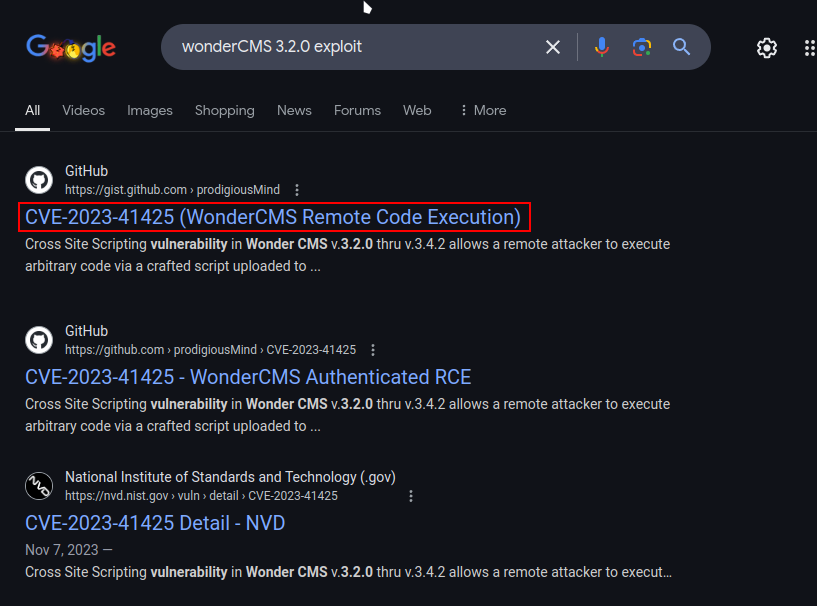 Google
wonderCMS 3.2.0 exploit
All Videos Images Shopping News Forums Web More
GitHub
https://gist.github.com › prodigiousMind
CVE-2023-41425 (WonderCMS Remote Code Execution)
Cross Site Scripting vulnerability in Wonder CMS v.3.2.0 thru v.3.4.2 allows a remote attacker to execute
arbitrary code via a crafted script uploaded to ...
GitHub
https://github.com › prodigiousMind › CVE-2023-41425
CVE-2023-41425 - WonderCMS Authenticated RCE
Cross Site Scripting vulnerability in Wonder CMS v.3.2.0 thru v.3.4.2 allows a remote attacker to execute
arbitrary code via a crafted script uploaded to ...
National Institute of Standards and Technology (.gov)
https://nvd.nist.gov › vuln › detail › CVE-2023-41425
CVE-2023-41425 Detail - NVD
Nov 7, 2023 —
Cross Site Scripting vulnerability in Wonder CMS v.3.2.0 thru v.3.4.2 allows a remote attacker to execut...